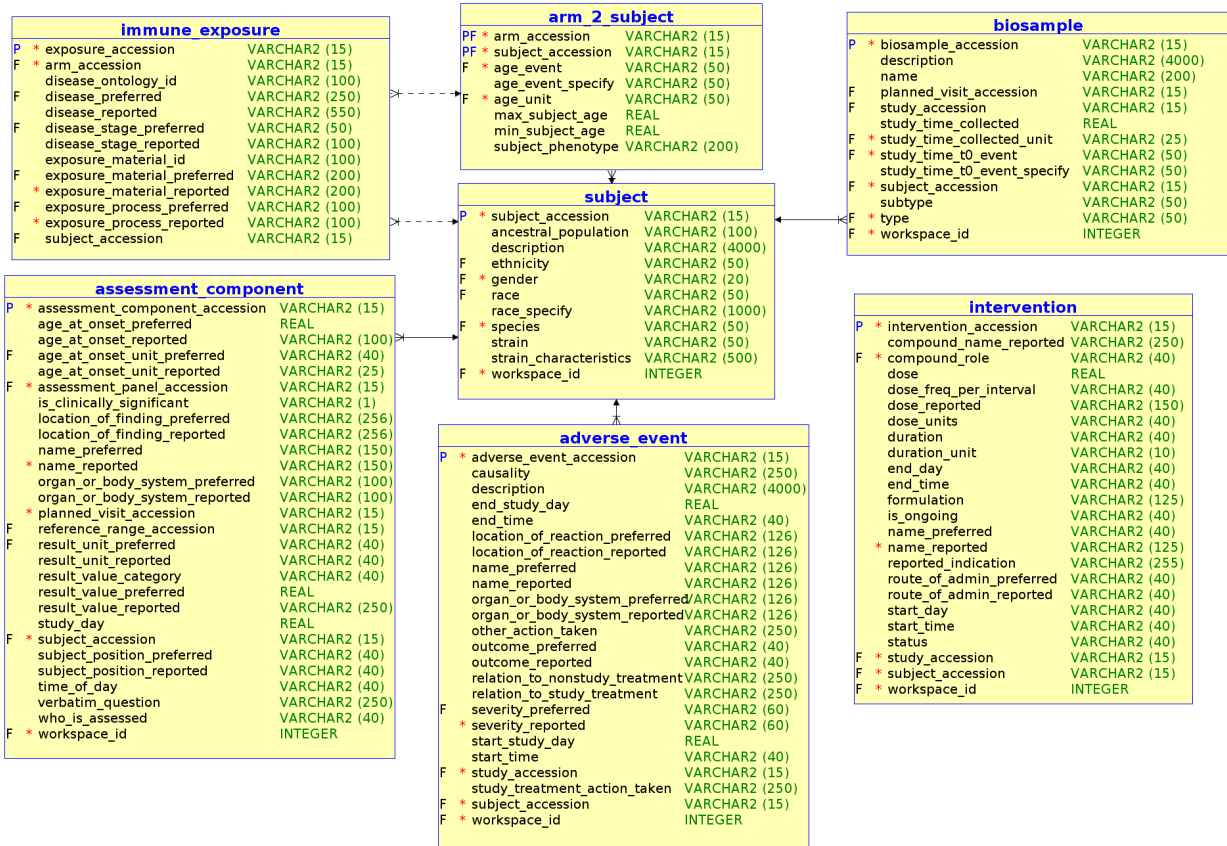 immune_exposure
P * exposure_accession VARCHAR2 (15)
F * arm_accession VARCHAR2 (15)
disease_ontology_id VARCHAR2 (100)
F disease_preferred VARCHAR2 (250)
disease_reported VARCHAR2 (550)
F disease_stage_preferred VARCHAR2 (50)
disease_stage_reported VARCHAR2 (100)
exposure_material_id VARCHAR2 (100)
F exposure_material_preferred VARCHAR2 (200)
* exposure_material_reported VARCHAR2 (200)
F exposure_process_preferred VARCHAR2 (100)
* exposure_process_reported VARCHAR2 (100)
F subject_accession VARCHAR2 (15)
arm_2_subject
PF * arm_accession VARCHAR2 (15)
PF * subject_accession VARCHAR2 (15)
F * age_event VARCHAR2 (50)
age_event_specify VARCHAR2 (50)
F * age_unit VARCHAR2 (50)
max_subject_age REAL
min_subject_age REAL
subject_phenotype VARCHAR2 (200)
biosample
P * biosample_accession VARCHAR2 (15)
description VARCHAR2 (4000)
name VARCHAR2 (200)
F planned_visit_accession VARCHAR2 (15)
F study_accession VARCHAR2 (15)
study_time_collected REAL
F * study_time_collected_unit VARCHAR2 (25)
F * study_time_t0_event VARCHAR2 (50)
study_time_t0_event_specify VARCHAR2 (50)
F * subject_accession VARCHAR2 (15)
subtype VARCHAR2 (50)
F * type VARCHAR2 (50)
F * workspace_id INTEGER
subject
P * subject_accession VARCHAR2 (15)
ancestral_population VARCHAR2 (100)
description VARCHAR2 (4000)
F ethnicity VARCHAR2 (50)
F * gender VARCHAR2 (20)
F race VARCHAR2 (50)
race_specify VARCHAR2 (1000)
F * species VARCHAR2 (50)
strain VARCHAR2 (50)
strain_characteristics VARCHAR2 (500)
F * workspace_id INTEGER
assessment_component
P * assessment_component_accession VARCHAR2 (15)
age_at_onset_preferred REAL
age_at_onset_reported VARCHAR2 (100)
F age_at_onset_unit_preferred VARCHAR2 (40)
age_at_onset_unit_reported VARCHAR2 (25)
F * assessment_panel_accession VARCHAR2 (15)
is_clinically_significant VARCHAR2 (1)
location_of_finding_preferred VARCHAR2 (256)
location_of_finding_reported VARCHAR2 (256)
name_preferred VARCHAR2 (150)
* name_reported VARCHAR2 (150)
organ_or_body_system_preferred VARCHAR2 (100)
organ_or_body_system_reported VARCHAR2 (100)
* planned_visit_accession VARCHAR2 (15)
F reference_range_accession VARCHAR2 (15)
F result_unit_preferred VARCHAR2 (40)
result_unit_reported VARCHAR2 (40)
result_value_category VARCHAR2 (40)
result_value_preferred REAL
result_value_reported VARCHAR2 (250)
study_day REAL
F * subject_accession VARCHAR2 (15)
subject_position_preferred VARCHAR2 (40)
subject_position_reported VARCHAR2 (40)
time_of_day VARCHAR2 (40)
verbatim_question VARCHAR2 (250)
who_is_assessed VARCHAR2 (40)
F * workspace_id INTEGER
adverse_event
P * adverse_event_accession VARCHAR2 (15)
causality VARCHAR2 (250)
description VARCHAR2 (4000)
end_study_day REAL
end_time VARCHAR2 (40)
location_of_reaction_preferred VARCHAR2 (126)
location_of_reaction_reported VARCHAR2 (126)
name_preferred VARCHAR2 (126)
name_reported VARCHAR2 (126)
organ_or_body_system_preferred VARCHAR2 (126)
organ_or_body_system_reported VARCHAR2 (126)
other_action_taken VARCHAR2 (250)
outcome_preferred VARCHAR2 (40)
outcome_reported VARCHAR2 (40)
relation_to_nonstudy_treatment VARCHAR2 (250)
relation_to_study_treatment VARCHAR2 (250)
F severity_preferred VARCHAR2 (60)
* severity_reported VARCHAR2 (60)
start_study_day REAL
start_time VARCHAR2 (40)
F * study_accession VARCHAR2 (15)
study_treatment_action_taken VARCHAR2 (250)
F * subject_accession VARCHAR2 (15)
F * workspace_id INTEGER
intervention
P * intervention_accession VARCHAR2 (15)
compound_name_reported VARCHAR2 (250)
F * compound_role VARCHAR2 (40)
dose REAL
dose_freq_per_interval VARCHAR2 (40)
dose_reported VARCHAR2 (150)
dose_units VARCHAR2 (40)
duration VARCHAR2 (40)
duration_unit VARCHAR2 (10)
end_day VARCHAR2 (40)
end_time VARCHAR2 (40)
formulation VARCHAR2 (125)
is_ongoing VARCHAR2 (40)
name_preferred VARCHAR2 (40)
* name_reported VARCHAR2 (125)
reported_indication VARCHAR2 (255)
route_of_admin_preferred VARCHAR2 (40)
route_of_admin_reported VARCHAR2 (40)
start_day VARCHAR2 (40)
start_time VARCHAR2 (40)
status VARCHAR2 (40)
F * study_accession VARCHAR2 (15)
F * subject_accession VARCHAR2 (15)
F * workspace_id INTEGER